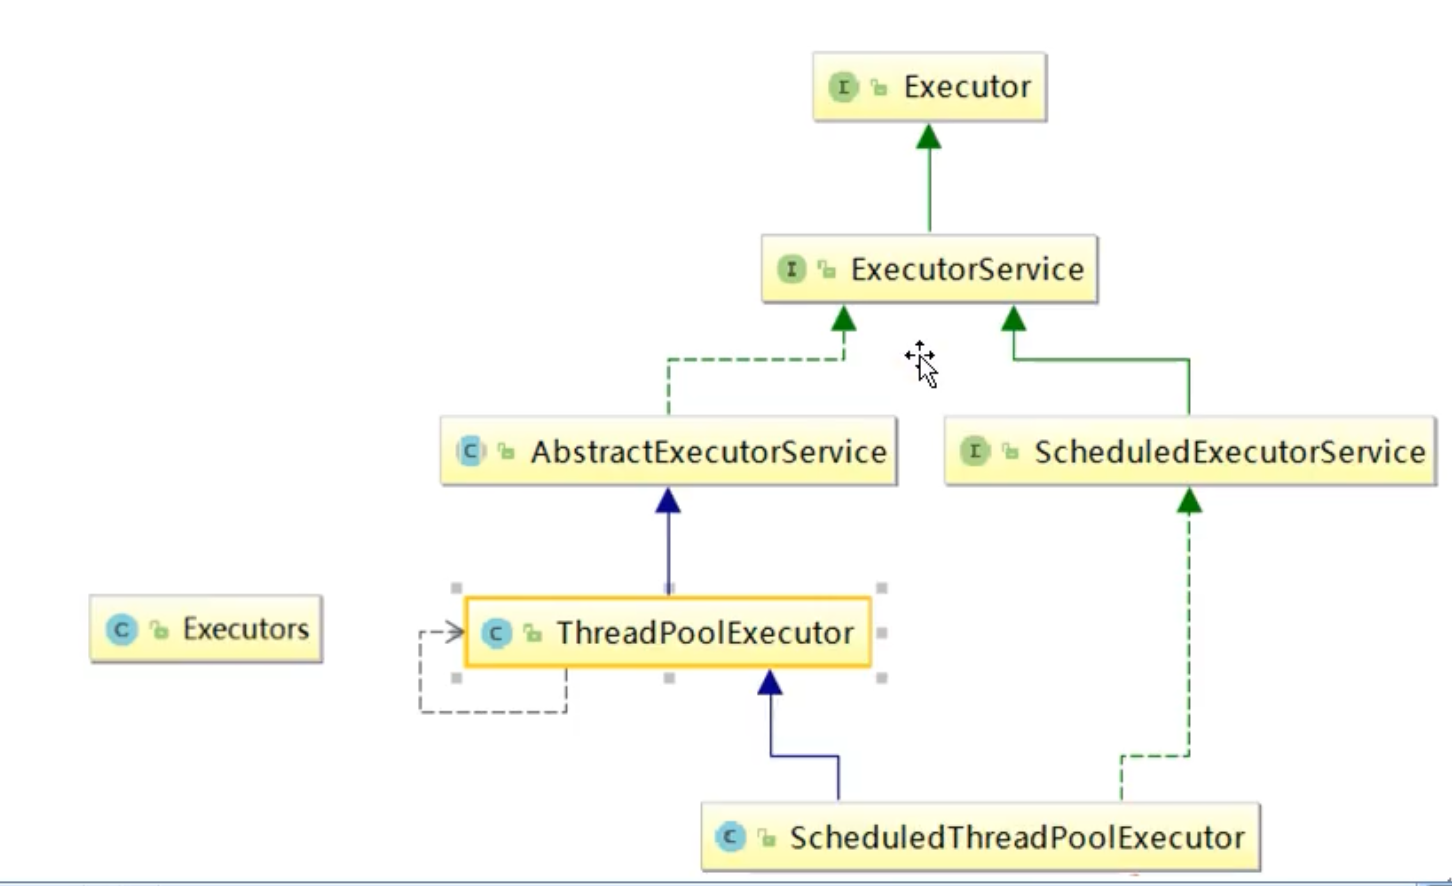 I Executor
I ExecutorService
C AbstractExecutorService
I ScheduledExecutorService
C Executors
C ThreadPoolExecutor
C ScheduledThreadPoolExecutor